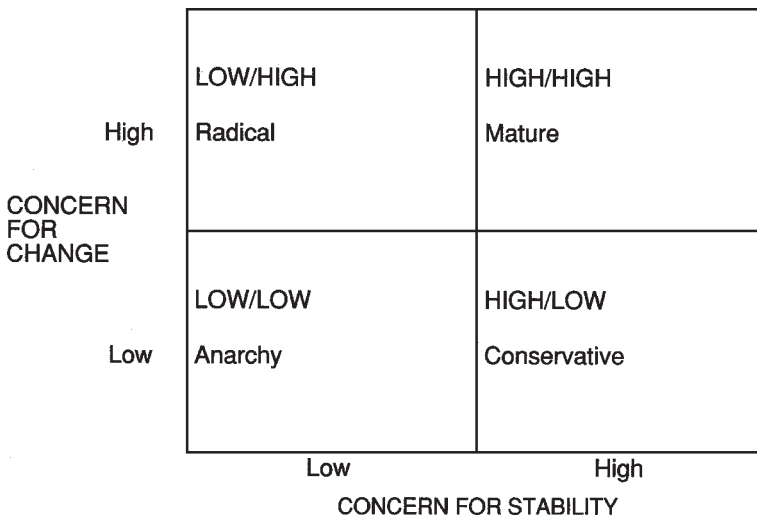 LOW/HIGH
HIGH/HIGH
High
Radical
Mature
CONCERN
FOR
CHANGE
LOW/LOW
HIGH/LOW
Low
Anarchy
Conservative
Low
High
CONCERN FOR STABILITY